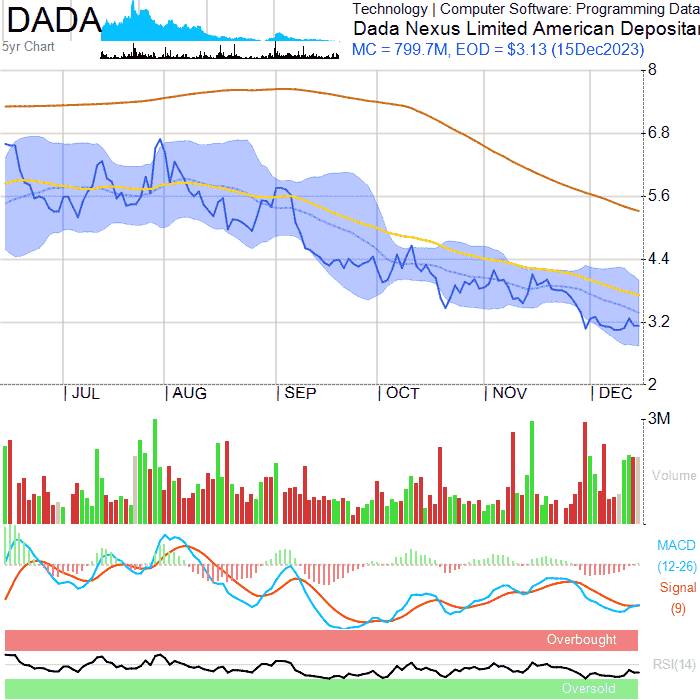 DADA
5yr Chart
Technology | Computer Software: Programming Data
Dada Nexus Limited American Depositar
MC = 799.7M, EOD = $3.13 (15Dec2023)
8
6.8
5.6
4.4
3.2
2
JUL
AUG
SEP
OCT
NOV
DEC
3M
Volume
MACD
(12-26)
Signal
(9)
Overbought
RSI(14)
Oversold